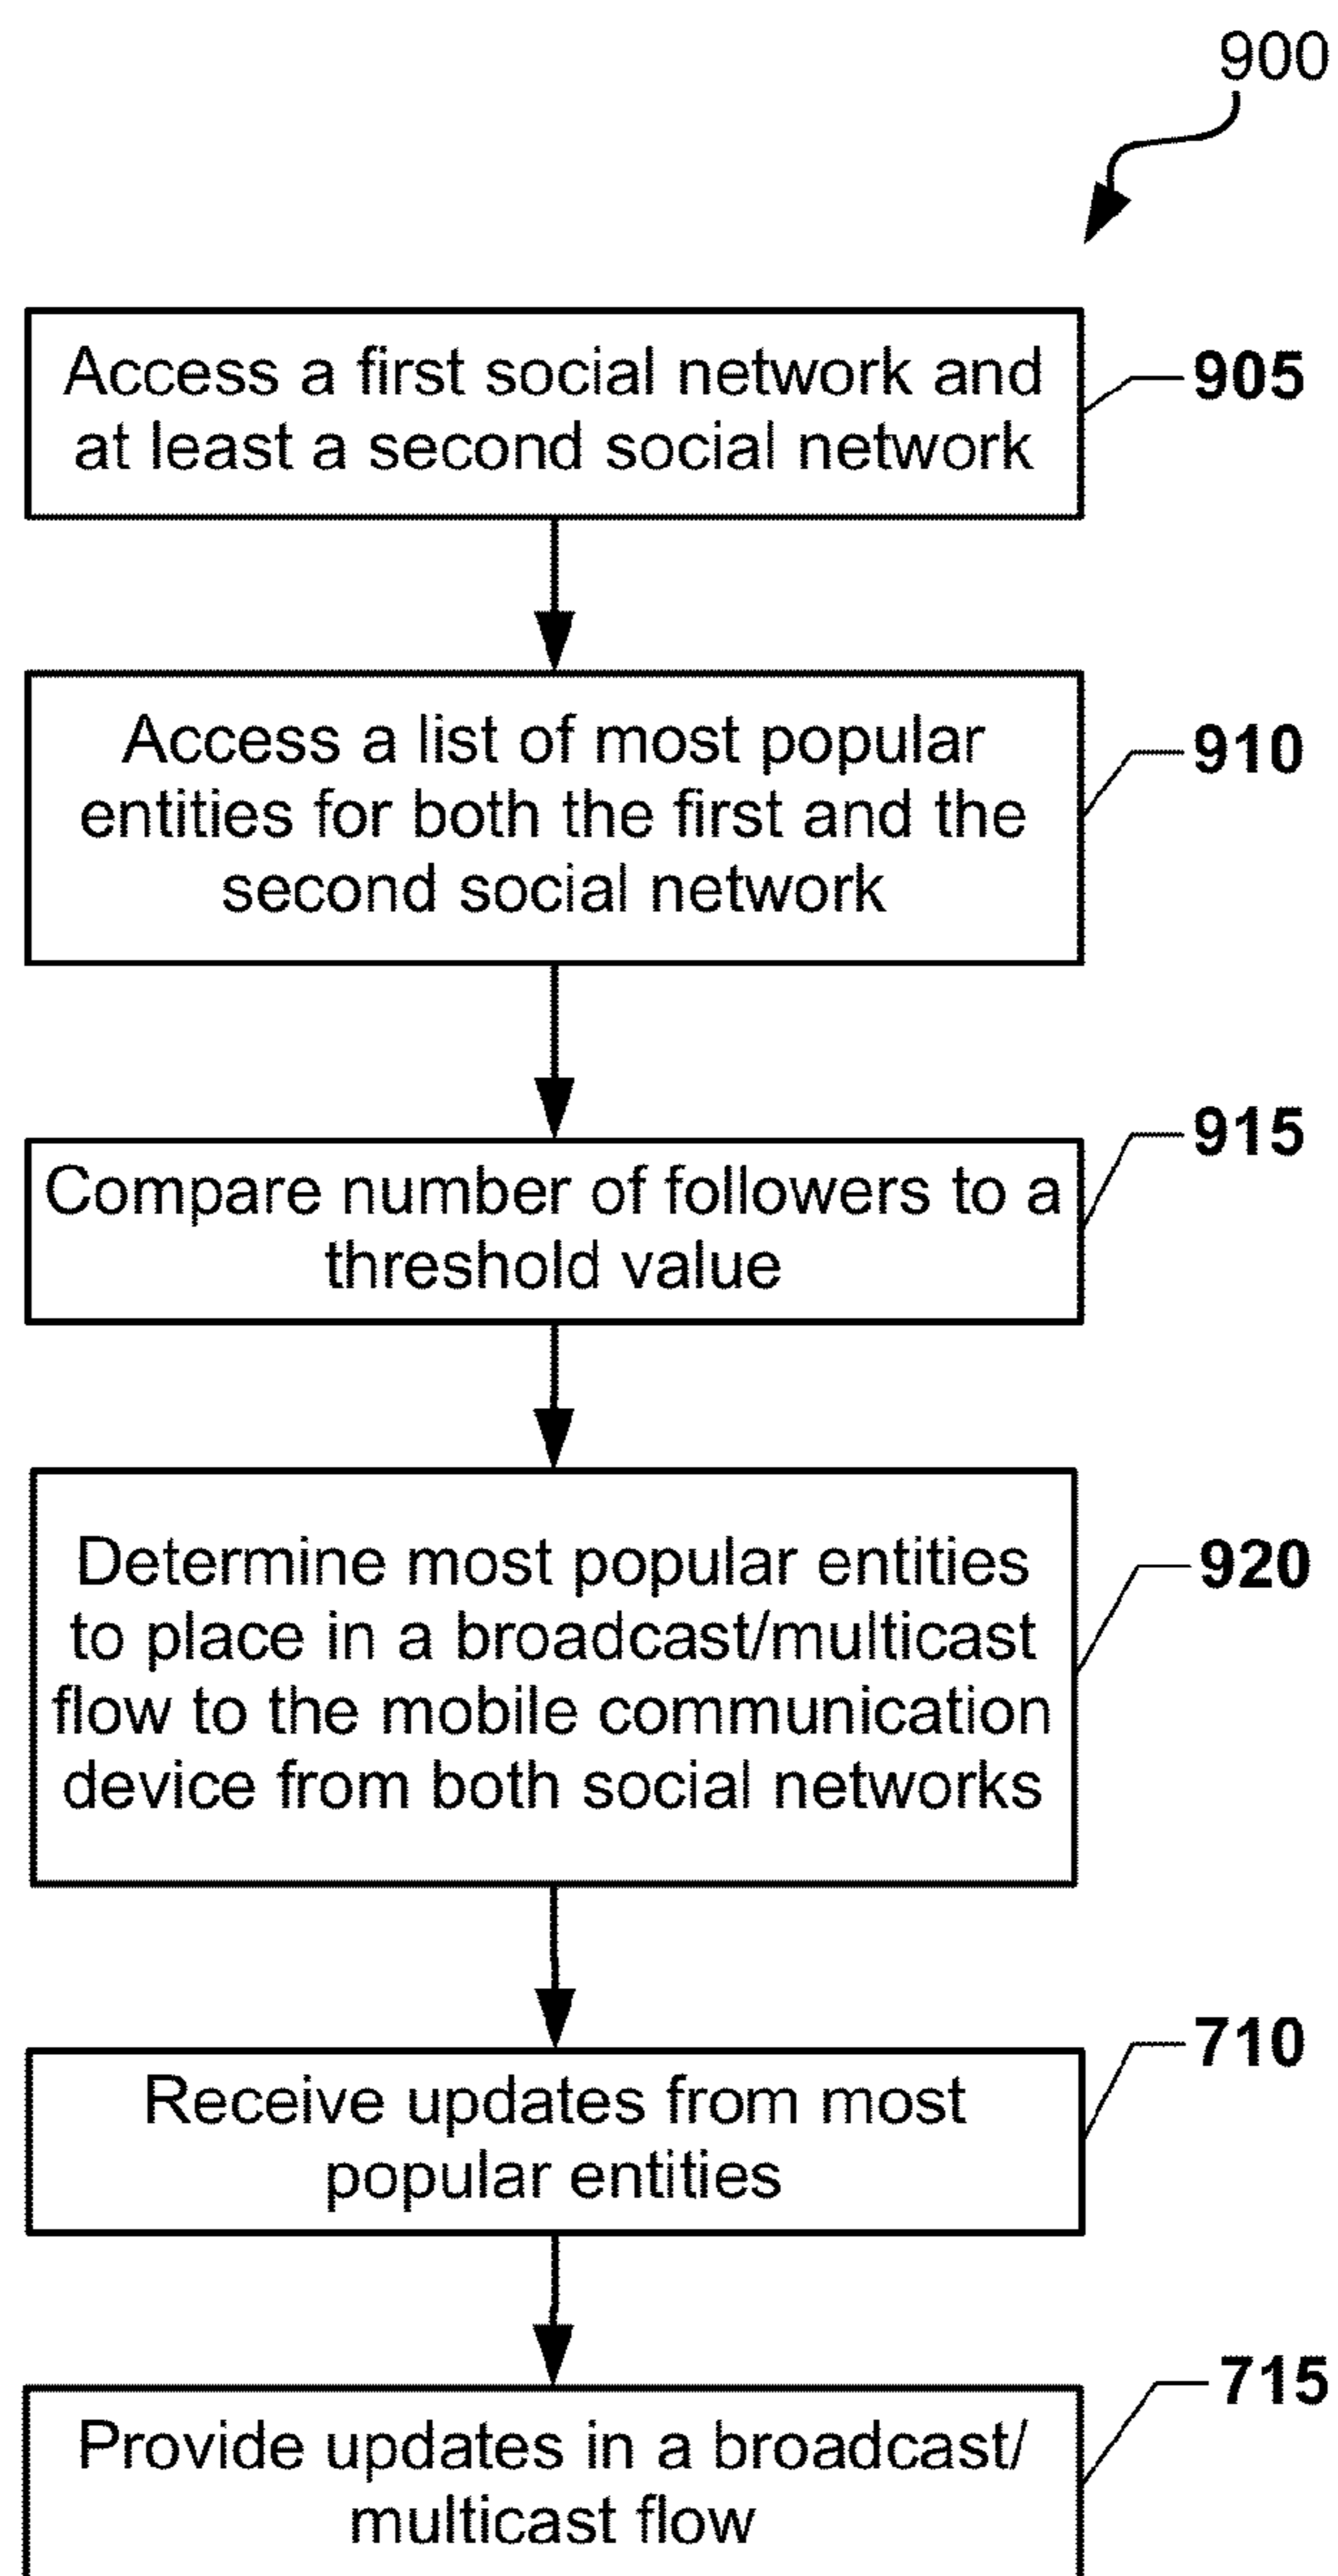 900
Access a first social network and
at least a second social network
905
Access a list of most popular
entities for both the first and the
second social network
910
Compare number of followers to a
threshold value
915
Determine most popular entities
to place in a broadcast/multicast
flow to the mobile communication
device from both social networks
920
Receive updates from most
popular entities
710
Provide updates in a broadcast/
multicast flow
715